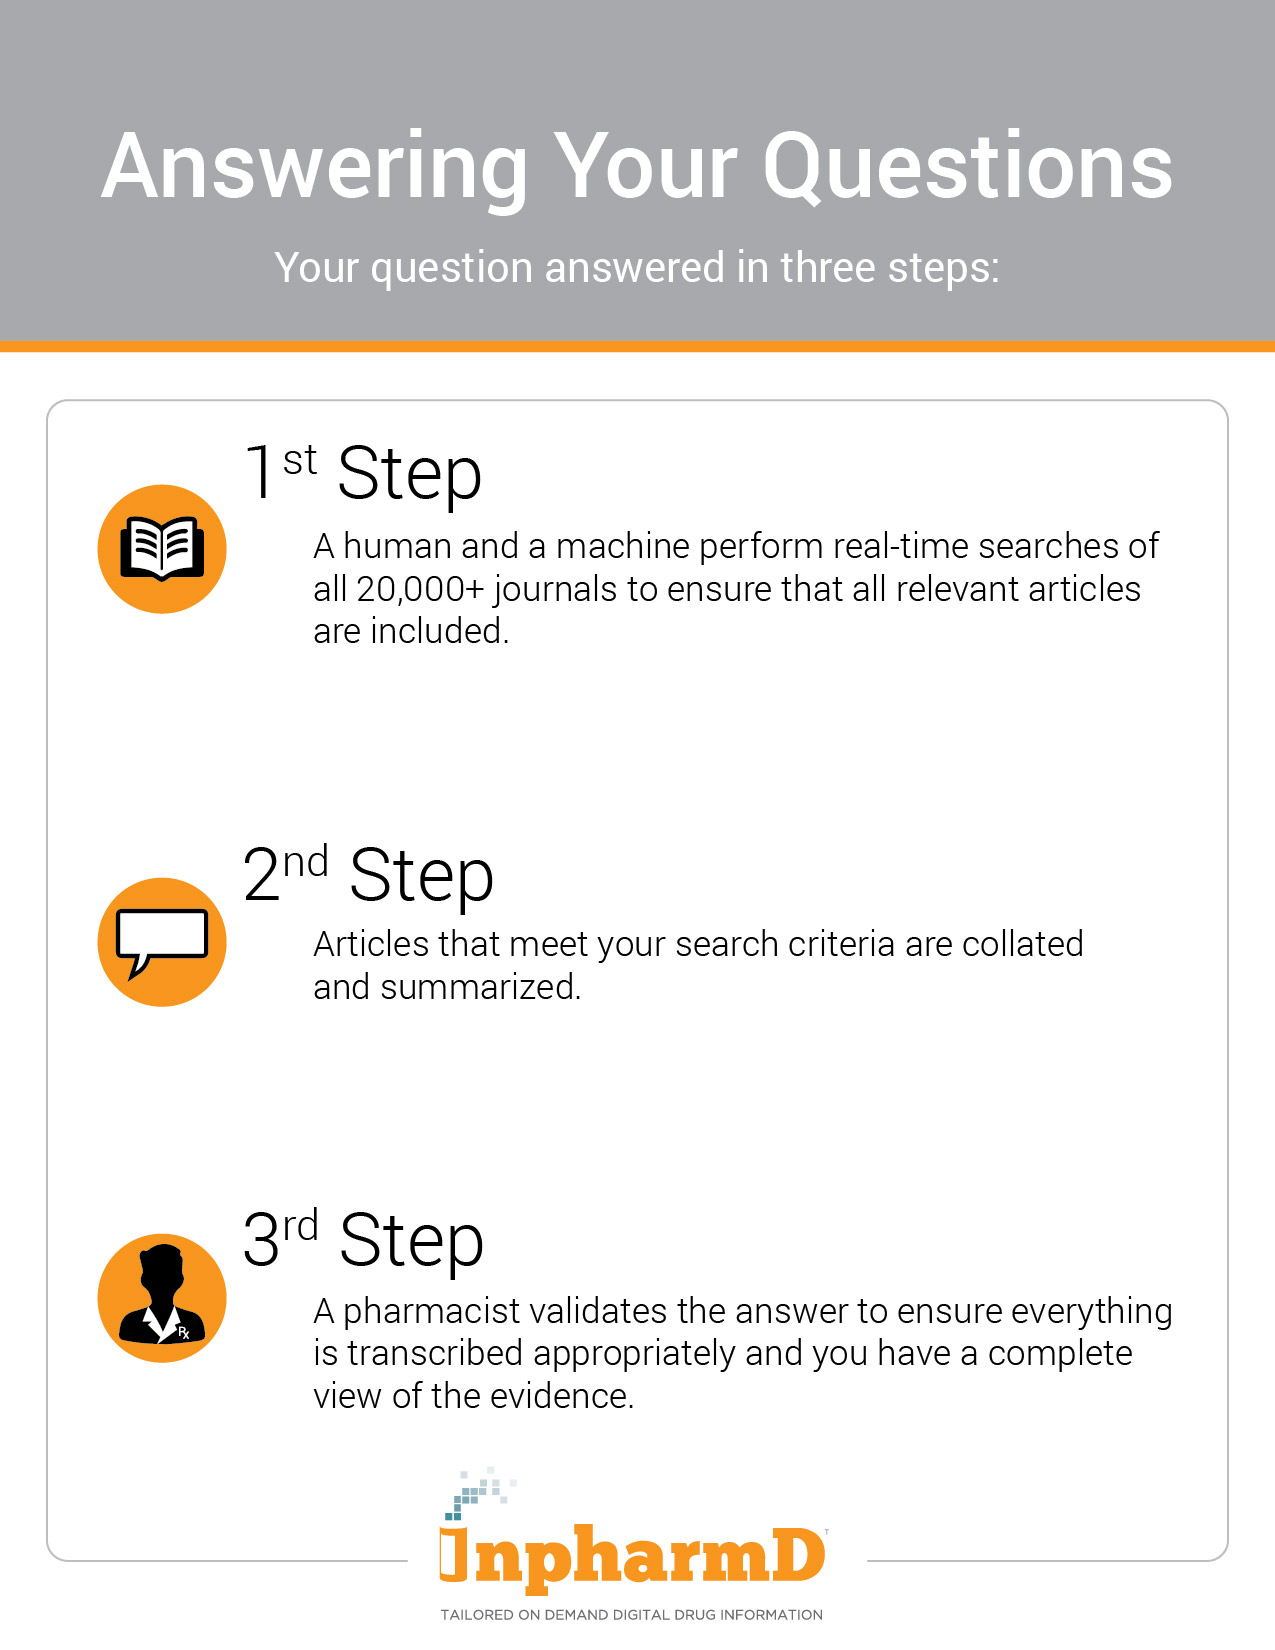 Answering Your Questions
Your question answered in three steps:
1st Step
A human and a machine perform real-time searches of
all 20,000+ journals to ensure that all relevant articles
are included.
2nd Step
Articles that meet your search criteria are collated
and summarized.
3rd Step
Rx
A pharmacist validates the answer to ensure everything
is transcribed appropriately and you have a complete
view of the evidence.
InpharmD
TAILORED ON DEMAND DIGITAL DRUG INFORMATION